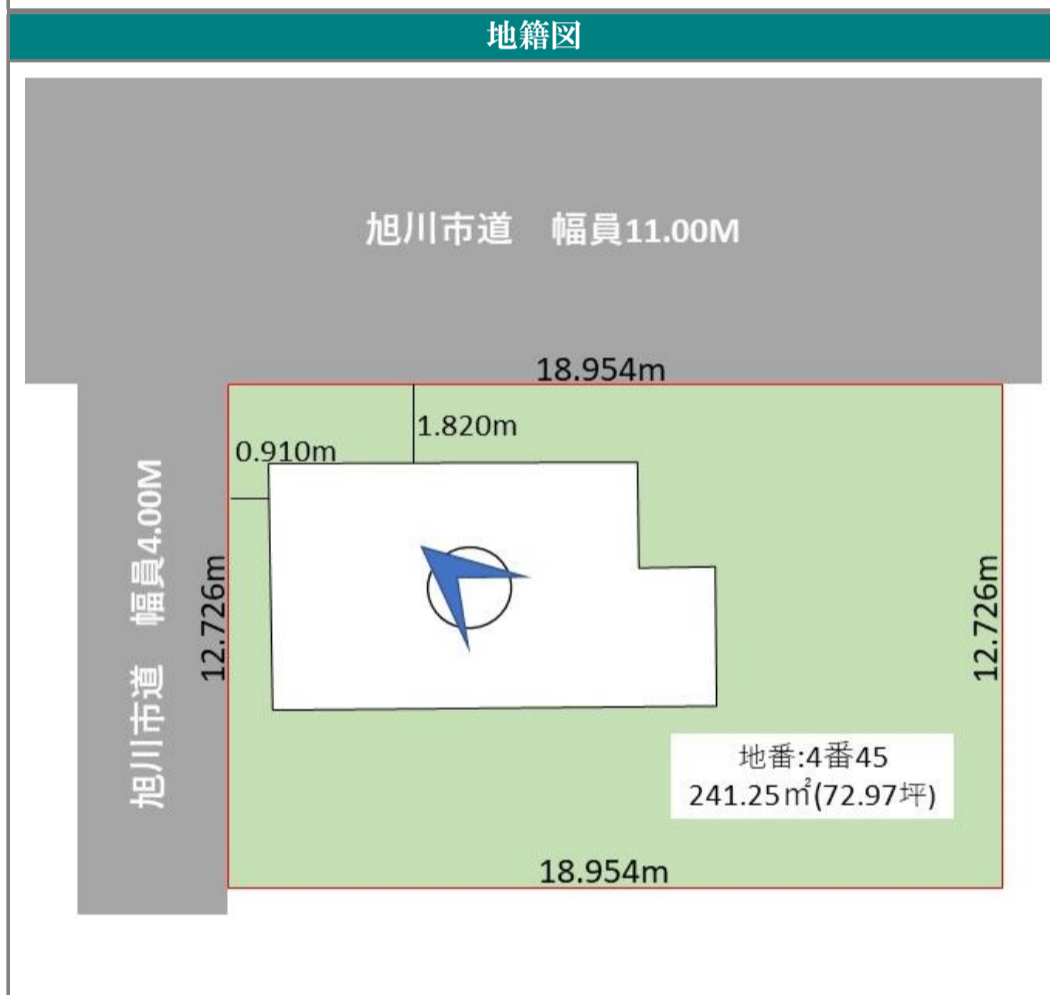 地籍図
旭川市道　幅員11.00M
18.954m
1.820m
0.910m
旭川市道　幅員4.00M
12.726m
12.726m
地番:4番45
241.25㎡(72.97坪)
18.954m